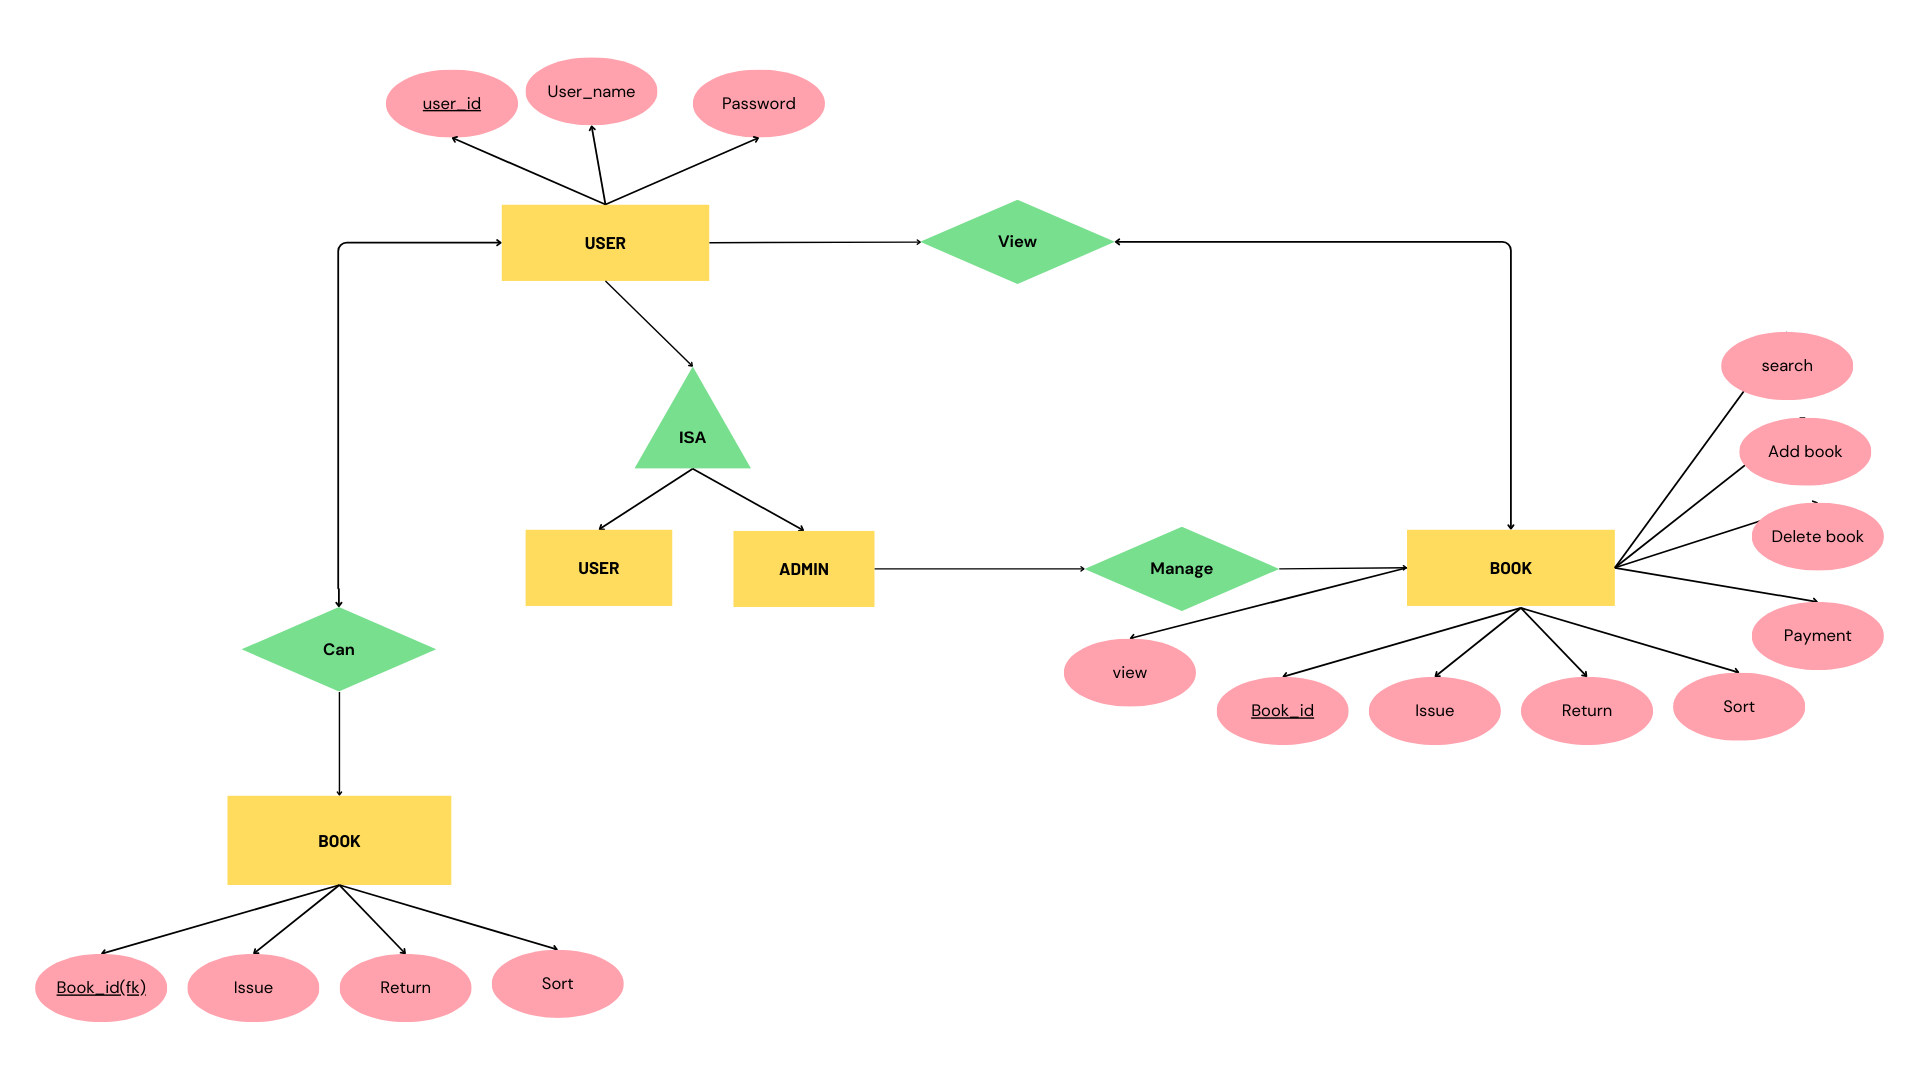 user_id
User_name
Password
USER
View
search
Add book
ISA
Delete book
USER
ADMIN
Manage
BOOK
Payment
Can
view
Book_id
Issue
Return
Sort
BOOK
Book_id(fk)
Issue
Return
Sort